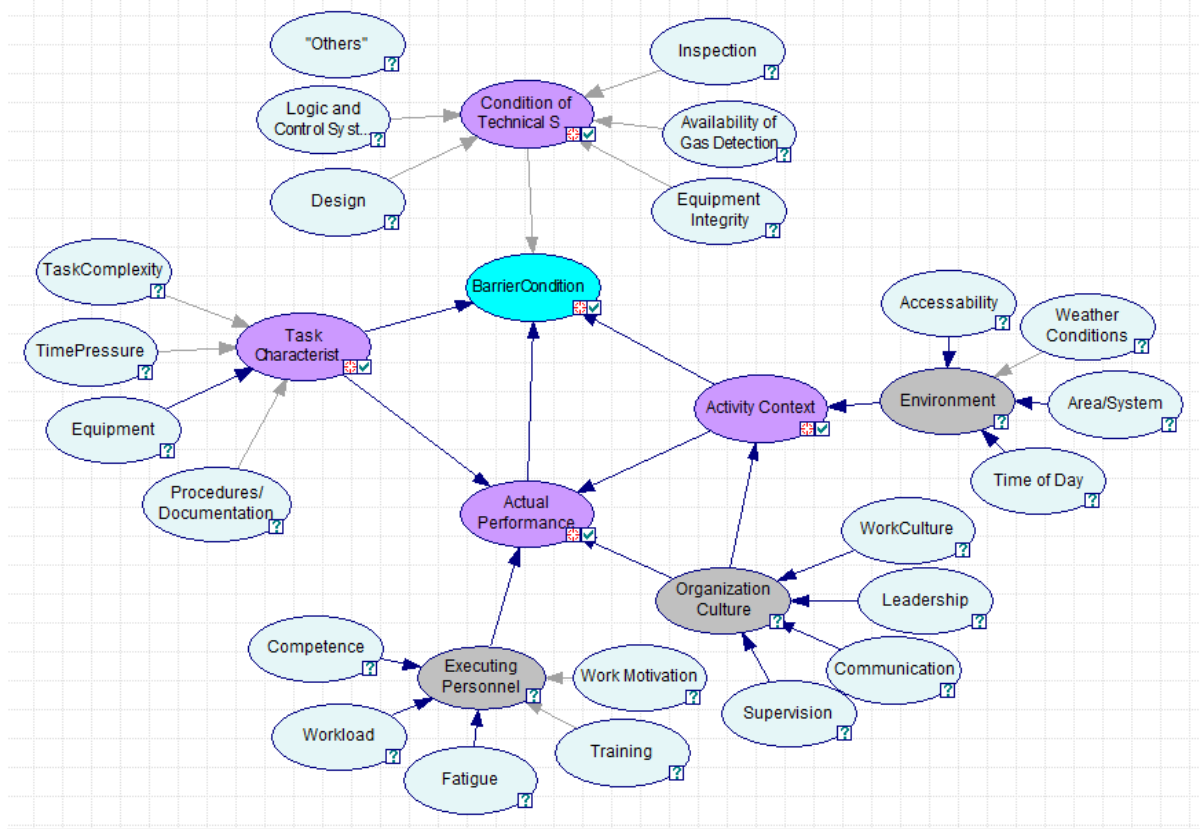 "Others"
Inspection
Condition of
Technical S...
Logic and
Control Syst...
Availability of
Gas Detection
Design
Equipment
Integrity
TaskComplexity
BarrierCondition
Accessability
Weather
Conditions
Task
Characterist...
TimePressure
Activity Context
Environment
Area/System
Equipment
Time of Day
Procedures/
Documentation
Actual
Performance
WorkCulture
Organization
Culture
Leadership
Competence
Communication
Executing
Personnel
Work Motivation
Supervision
Workload
Training
Fatigue